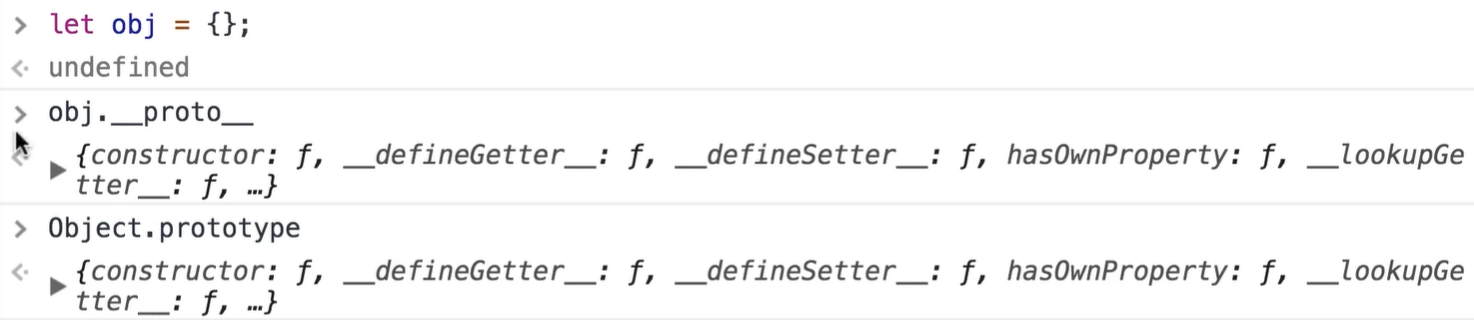 > let obj = {};
<· undefined
> obj.__proto__
<· ▶ {constructor: ƒ, __defineGetter__: ƒ, __defineSetter__: ƒ, hasOwnProperty: ƒ, __lookupGe
tter__: ƒ, …}
> Object.prototype
<· ▶ {constructor: ƒ, __defineGetter__: ƒ, __defineSetter__: ƒ, hasOwnProperty: ƒ, __lookupGe
tter__: ƒ, …}